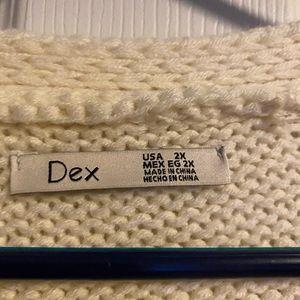 Dex
USA 2X
MEX EG 2X
MADE IN CHINA
HECHO EN CHINA